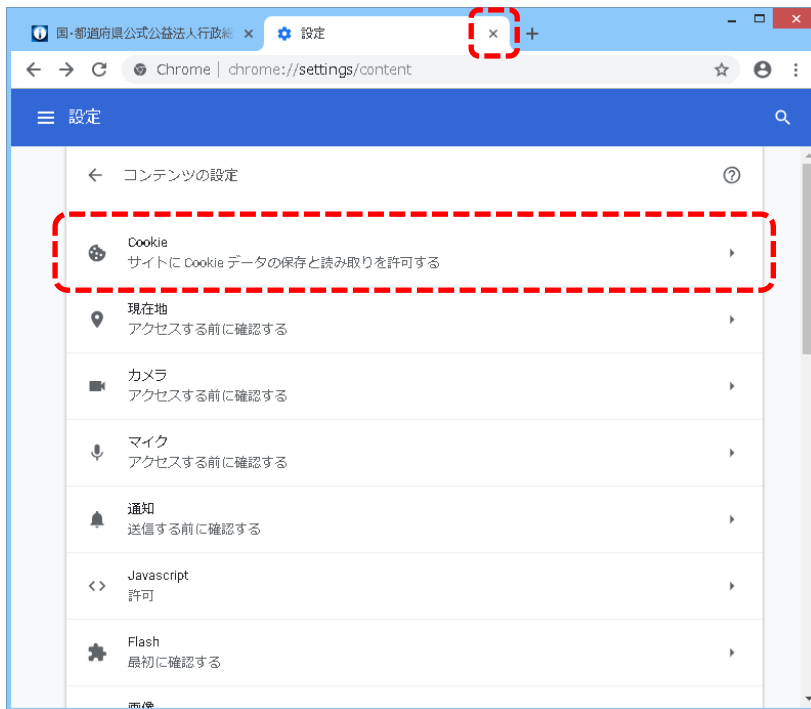 国・都道府県公式公益法人行政総
設定
Chrome | chrome://settings/content
設定
コンテンツの設定
Cookie
サイトに Cookie データの保存と読み取りを許可する
現在地
アクセスする前に確認する
カメラ
アクセスする前に確認する
マイク
アクセスする前に確認する
通知
送信する前に確認する
Javascript
許可
Flash
最初に確認する
画像